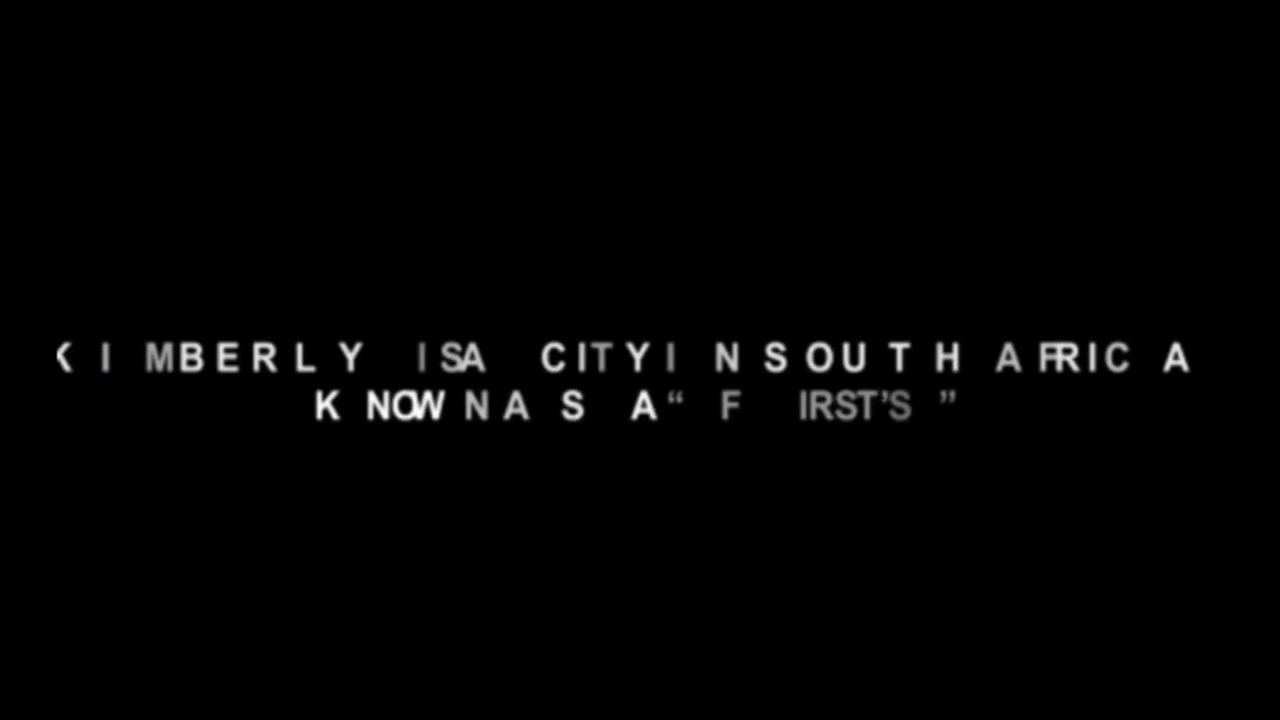 KIMBERLY IS A CITY IN SOUTH AFRICA
KNOWN AS A “FIRST’S”